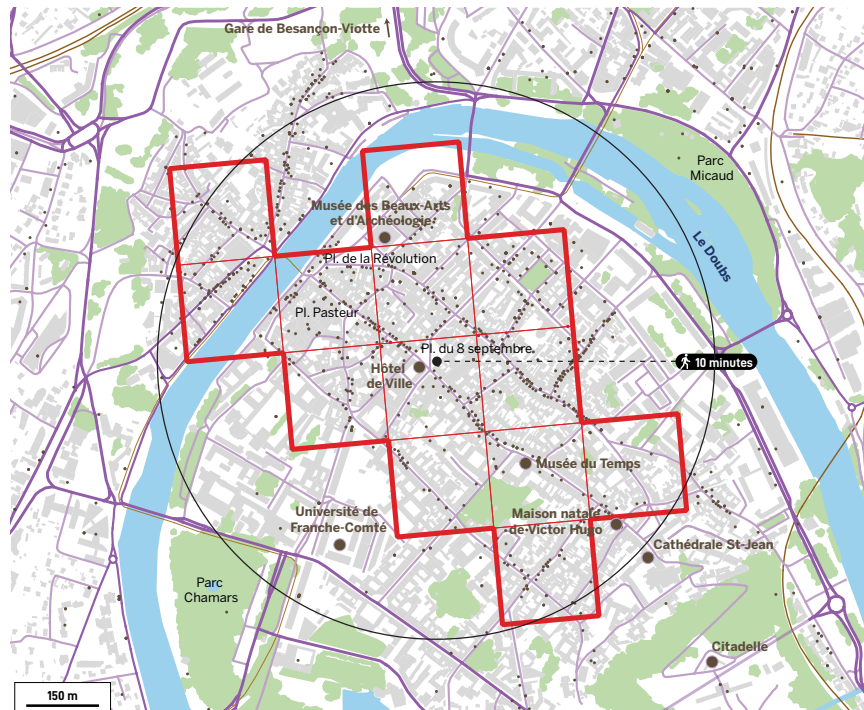 Gare de Besançon-Viotte
Parc
Micaud
Musée des Beaux-Arts
et d'Archéologie
Le Doubs
Pl. de la Révolution
Pl. Pasteur
Pl. du 8 septembre
10 minutes
Hôtel
de Ville
Musée du Temps
Université de
Franche-Comté
Maison natale
de Victor Hugo
Cathédrale St-Jean
Parc
Chamars
Citadelle
150 m